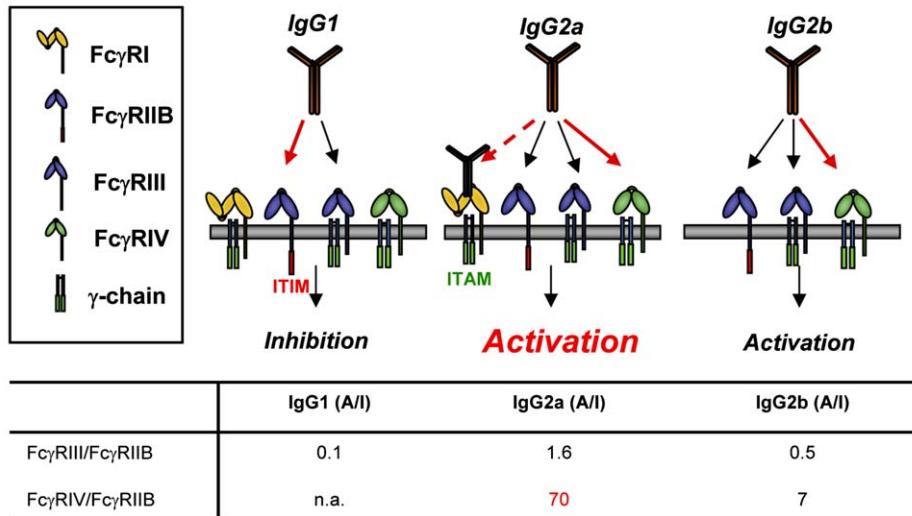 FcγRI
FcγRIIB
FcγRIII
FcγRIV
γ-chain
IgG1
IgG2a
IgG2b
ITIM
ITAM
Inhibition
Activation
Activation
IgG1 (A/I) IgG2a (A/I) IgG2b (A/I)
FcγRIII/FcγRIIB 0.1 1.6 0.5
FcγRIV/FcγRIIB n.a. 70 7